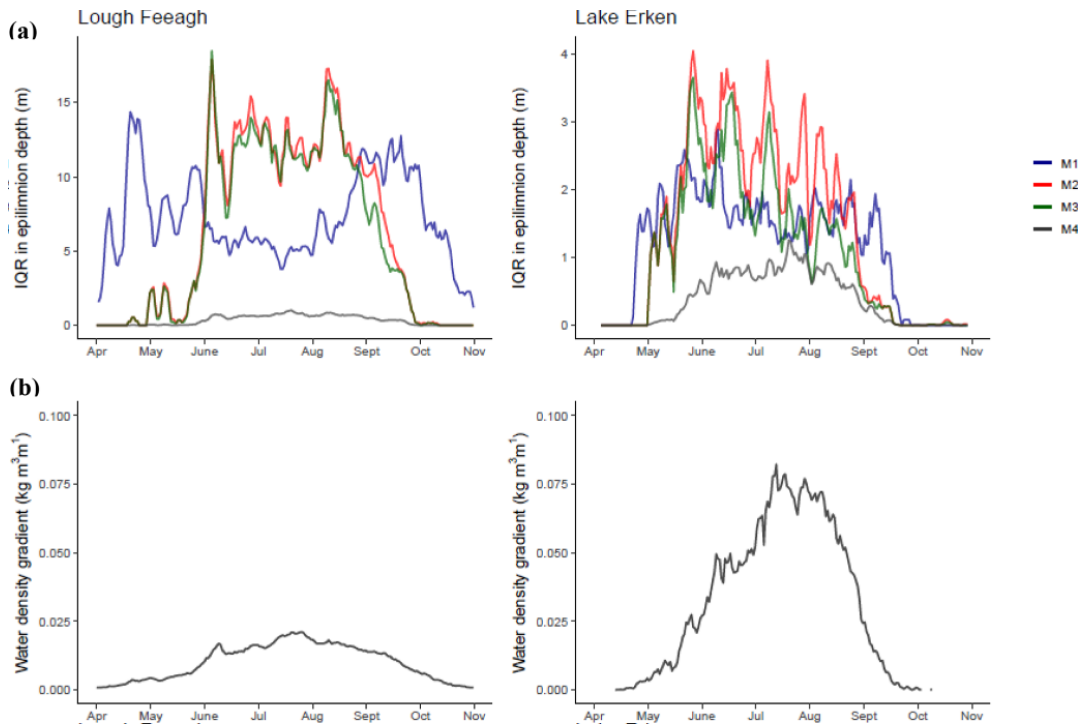 (a)
Lough Feeagh
Lake Erken
IQR in epilimnion depth (m)
15
10
5
0
Apr May June Jul Aug Sept Oct Nov
IQR in epilimnion depth (m)
4
3
2
1
0
Apr May June Jul Aug Sept Oct Nov
M1
M2
M3
M4
(b)
Water density gradient (kg m³m¹)
0.100
0.075
0.050
0.025
0.000
Apr May June Jul Aug Sept Oct Nov
Water density gradient (kg m³m¹)
0.100
0.075
0.050
0.025
0.000
Apr May June Jul Aug Sept Oct Nov